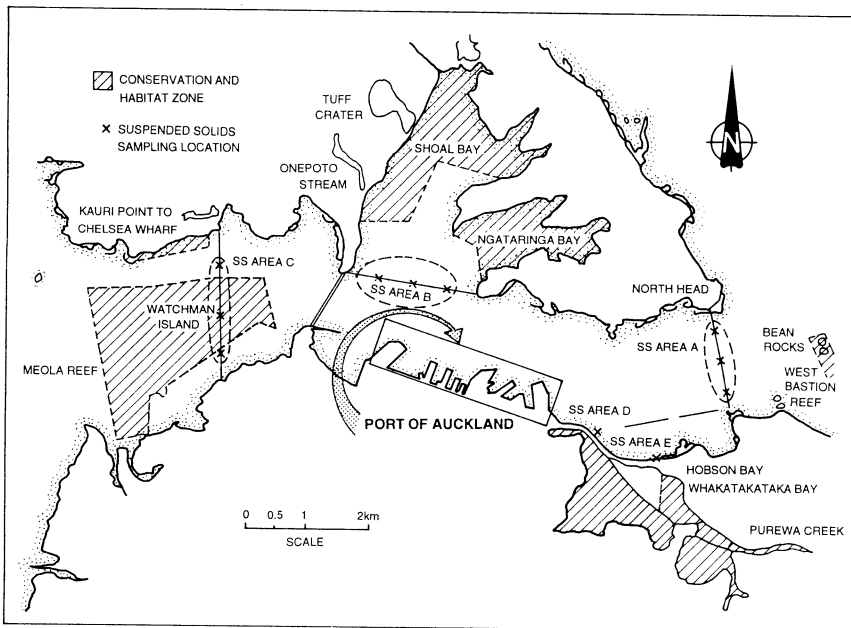 CONSERVATION AND
HABITAT ZONE
SUSPENDED SOLIDS
SAMPLING LOCATION
TUFF
CRATER
ONEPOTO
STREAM
SHOAL BAY
N
KAURI POINT TO
CHELSEA WHARF
NGATARINGA BAY
SS AREA C
SS AREA B
NORTH HEAD
WATCHMAN
ISLAND
SS AREA A
BEAN
ROCKS
MEOLA REEF
WEST
BASTION
REEF
PORT OF AUCKLAND
SS AREA D
SS AREA E
HOBSON BAY
WHAKATAKATAKA BAY
PUREWA CREEK
0 0.5 1 2km
SCALE